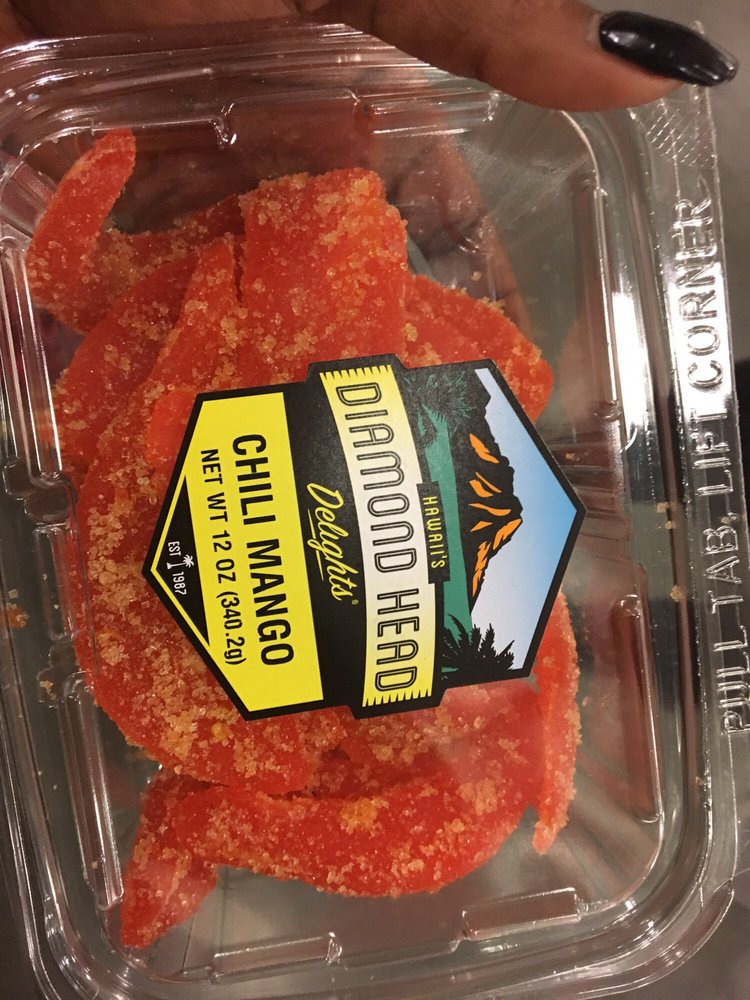 HAWAII'S
DIAMOND HEAD
Delights®
CHILI MANGO
NET WT 12 OZ (340.2g)
EST 1987
PULL TAB, LIFT CORNER